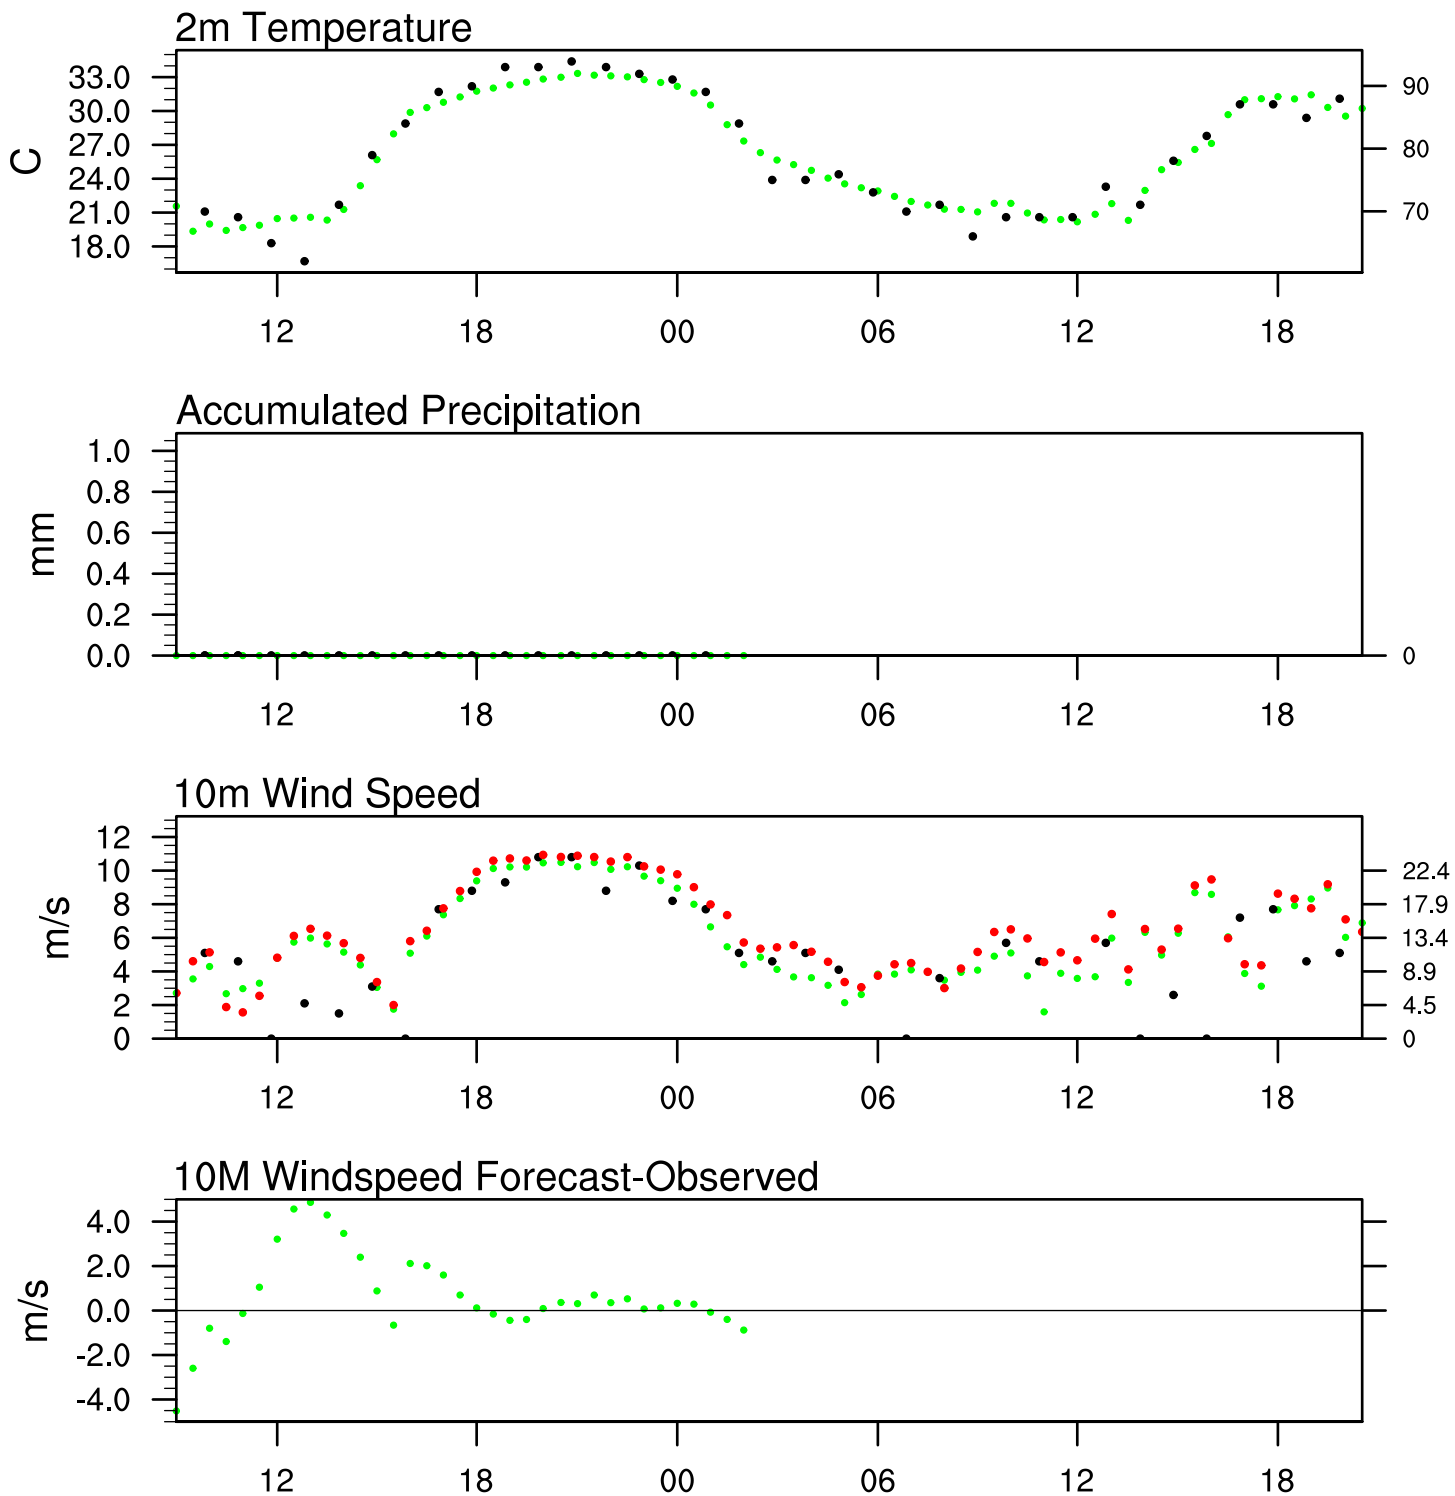 2m Temperature
33.0
30.0
27.0
24.0
21.0
18.0
C
90
80
70
12 18 00 06 12 18
Accumulated Precipitation
1.0
0.8
0.6
0.4
0.2
0.0
mm
0
12 18 00 06 12 18
10m Wind Speed
12
10
8
6
4
2
0
m/s
22.4
17.9
13.4
8.9
4.5
0
12 18 00 06 12 18
10M Windspeed Forecast-Observed
4.0
2.0
0.0
-2.0
-4.0
m/s
12 18 00 06 12 18